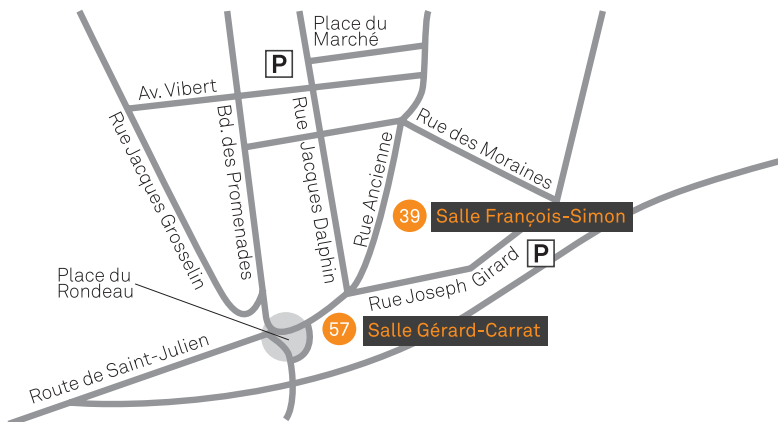 Place du
Marché
P
Av. Vibert
Rue Jacques Grosselin
Bd. des Promenades
Rue Jacques Dalphin
Rue Ancienne
Rue des Moraines
39 Salle François-Simon
P
Rue Joseph Girard
Place du
Rondeau
57 Salle Gérard-Carrat
Route de Saint-Julien